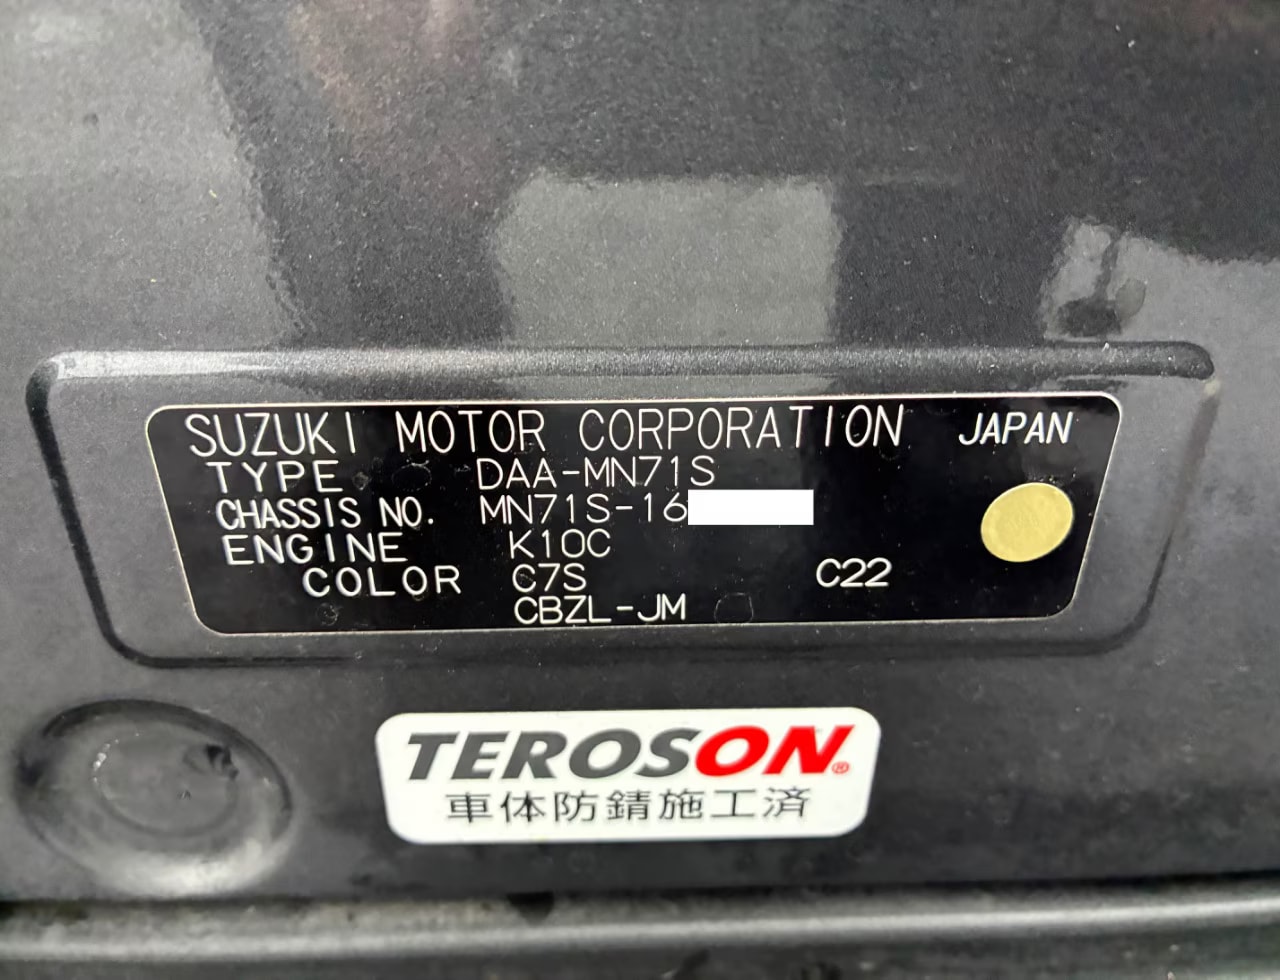 SUZUKI MOTOR CORPORATION JAPAN
TYPE DAA-MN71S
CHASSIS NO. MN71S-16
ENGINE K10C
COLOR C7S C22
CBZL-JM
TEROSON®
車体防錆施工済